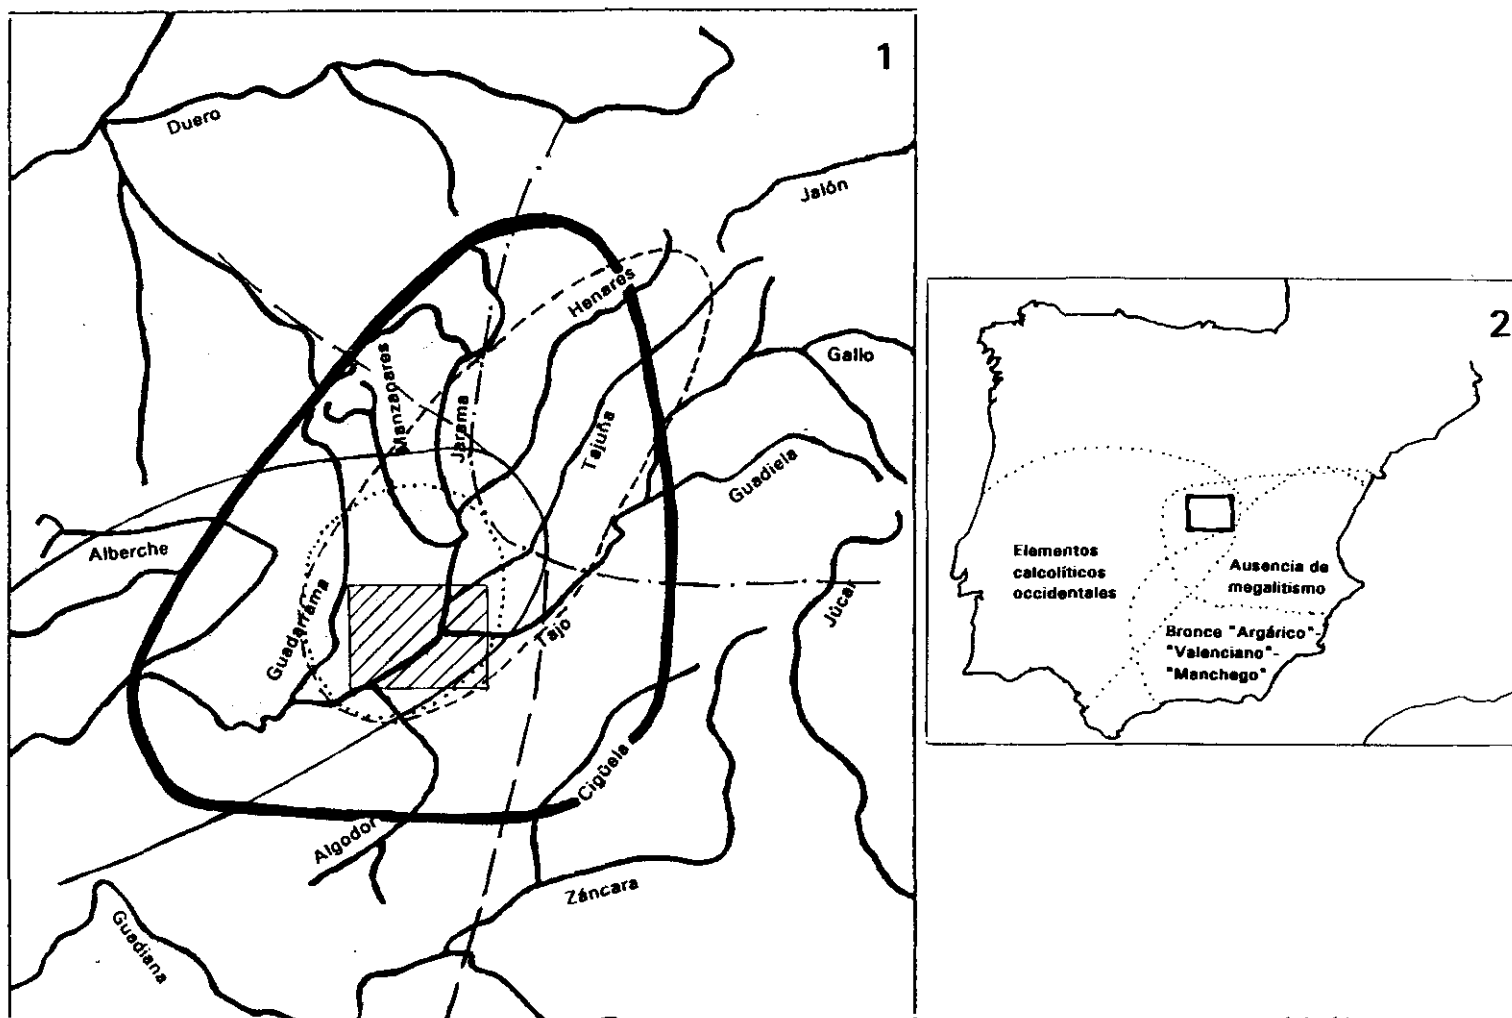 1
Duero
Jalón
Henares
Manzanares
Jarama
Gallo
Tajuña
Guadiela
Alberche
Guadarrama
Tajo
Júcar
Cigüela
Algodor
Záncara
Guadiana
2
Elementos
calcolíticos
occidentales
Ausencia de
megalitismo
Bronce "Argárico"-
"Valenciano"-
"Manchego"